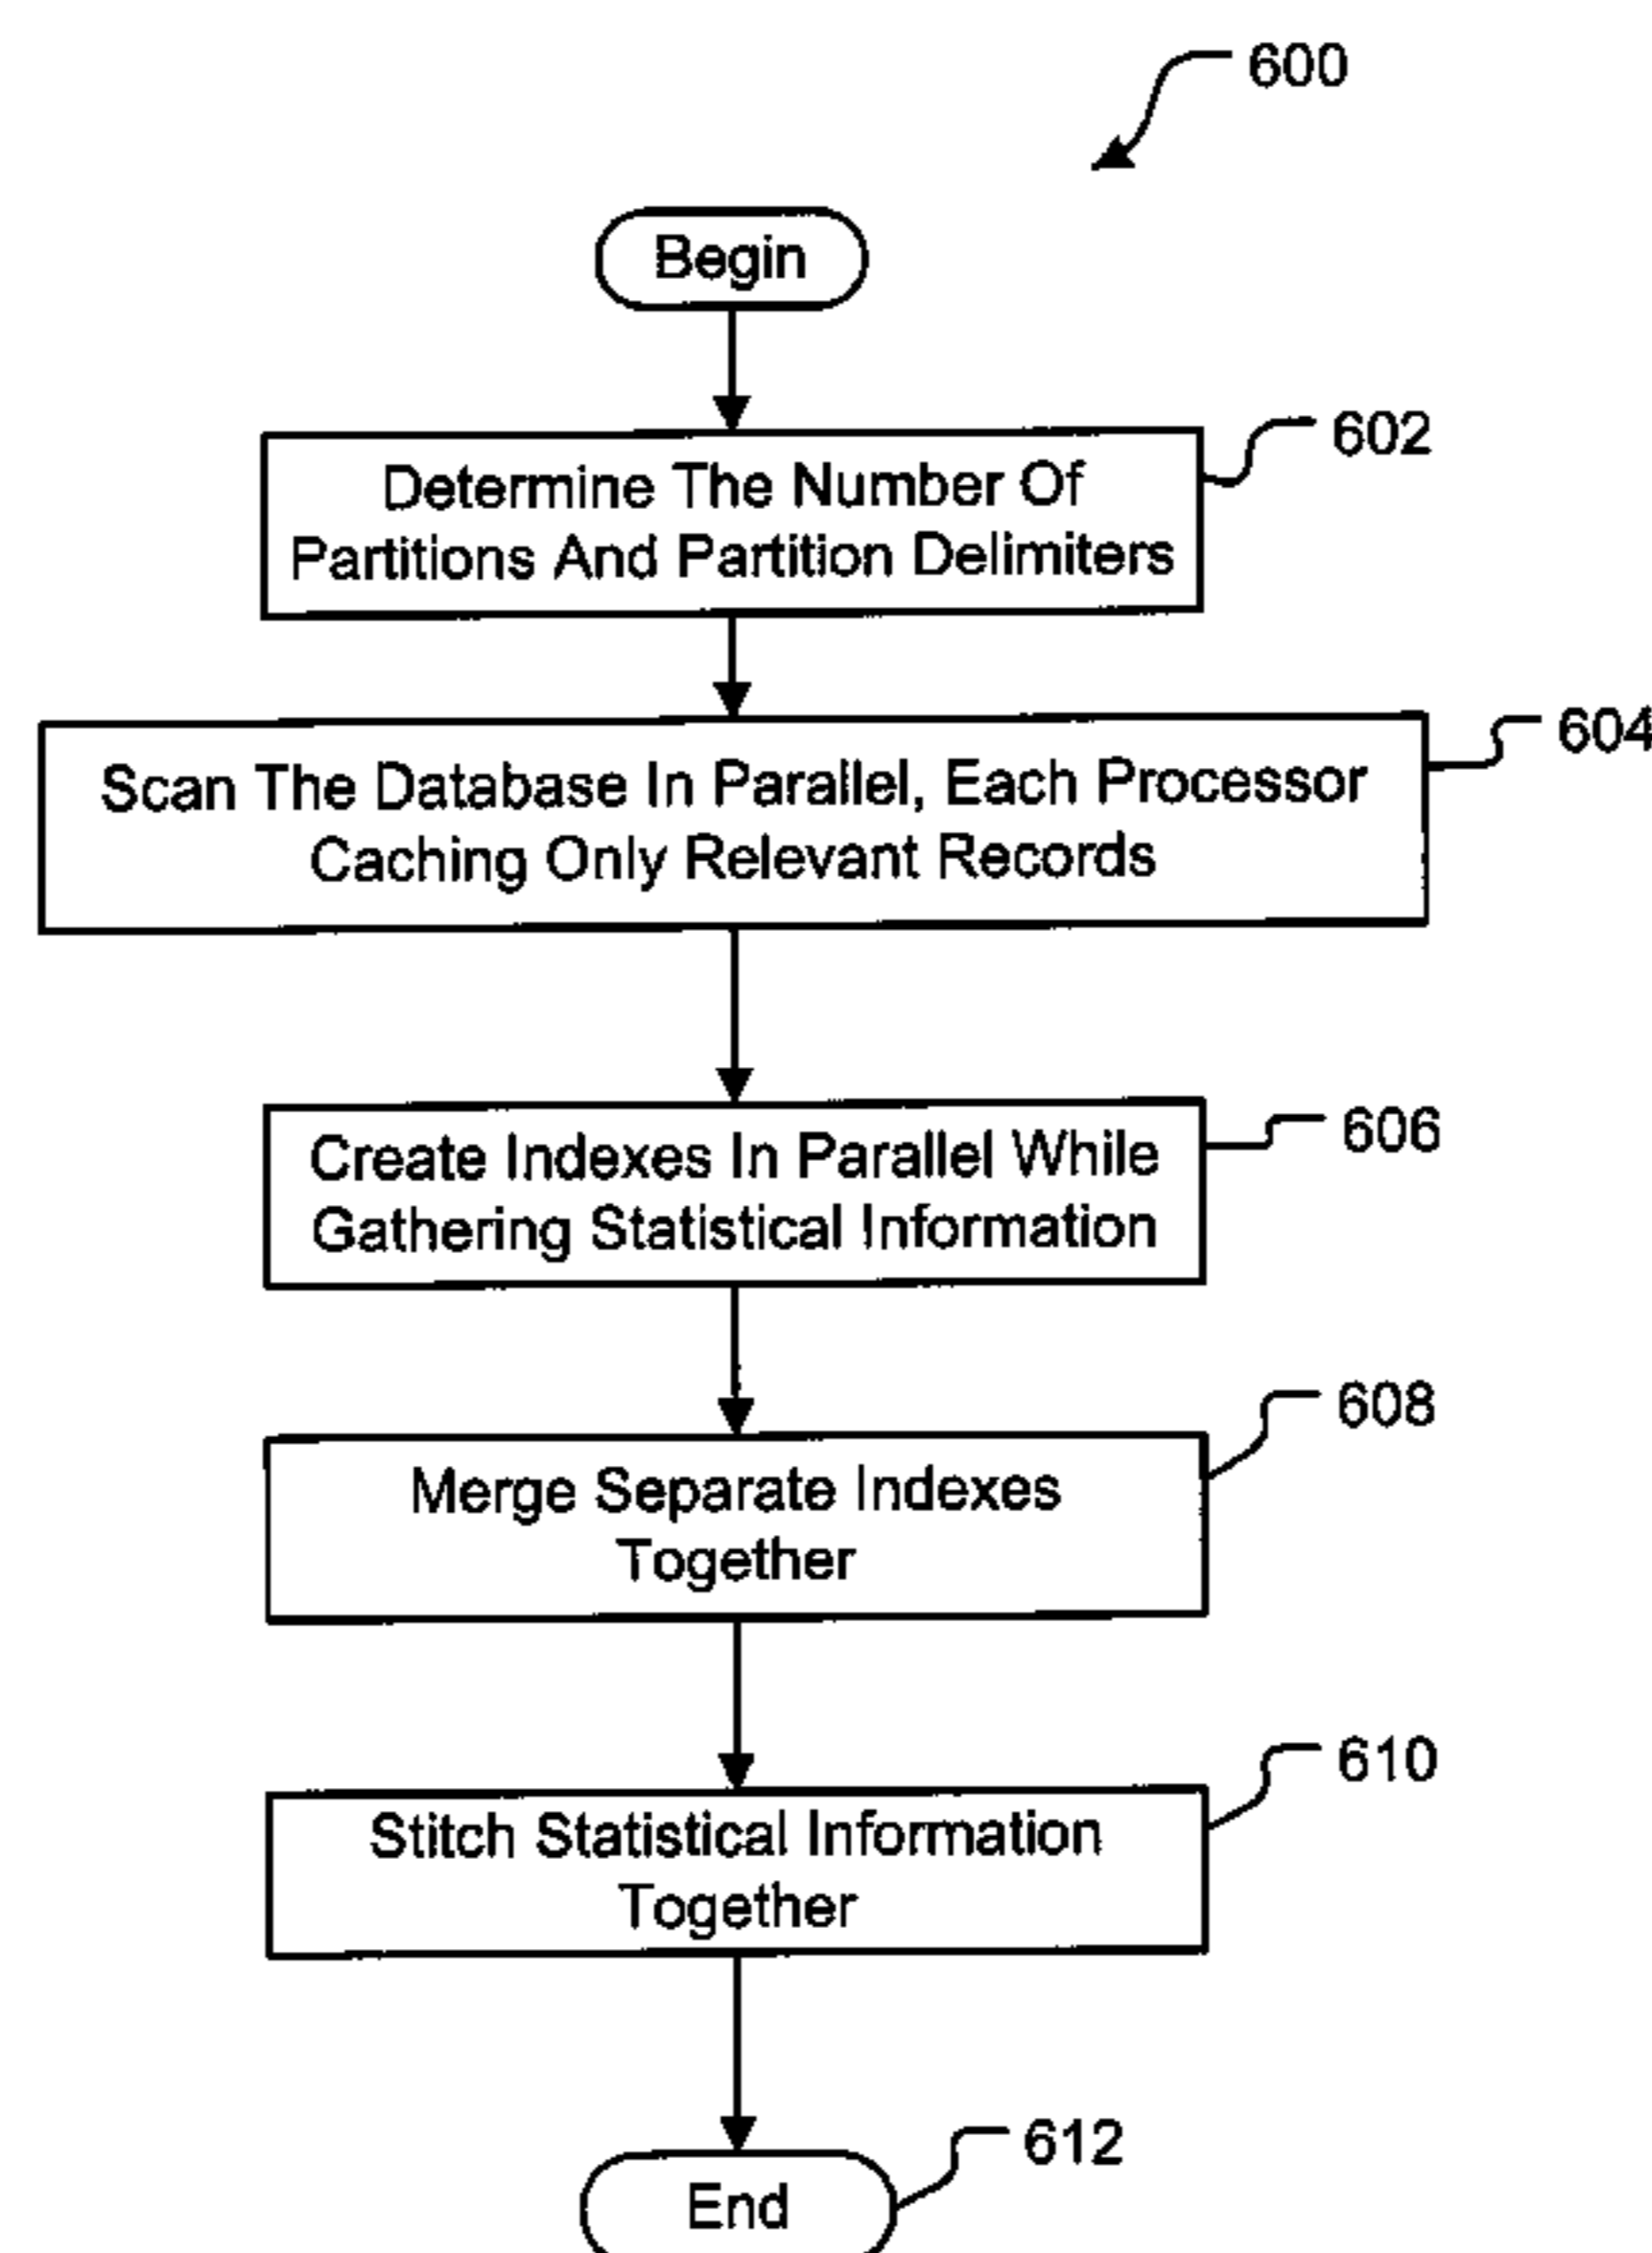 600
Begin
602
Determine The Number Of
Partitions And Partition Delimiters
604
Scan The Database In Parallel, Each Processor
Caching Only Relevant Records
606
Create Indexes In Parallel While
Gathering Statistical Information
608
Merge Separate Indexes
Together
610
Stitch Statistical Information
Together
612
End